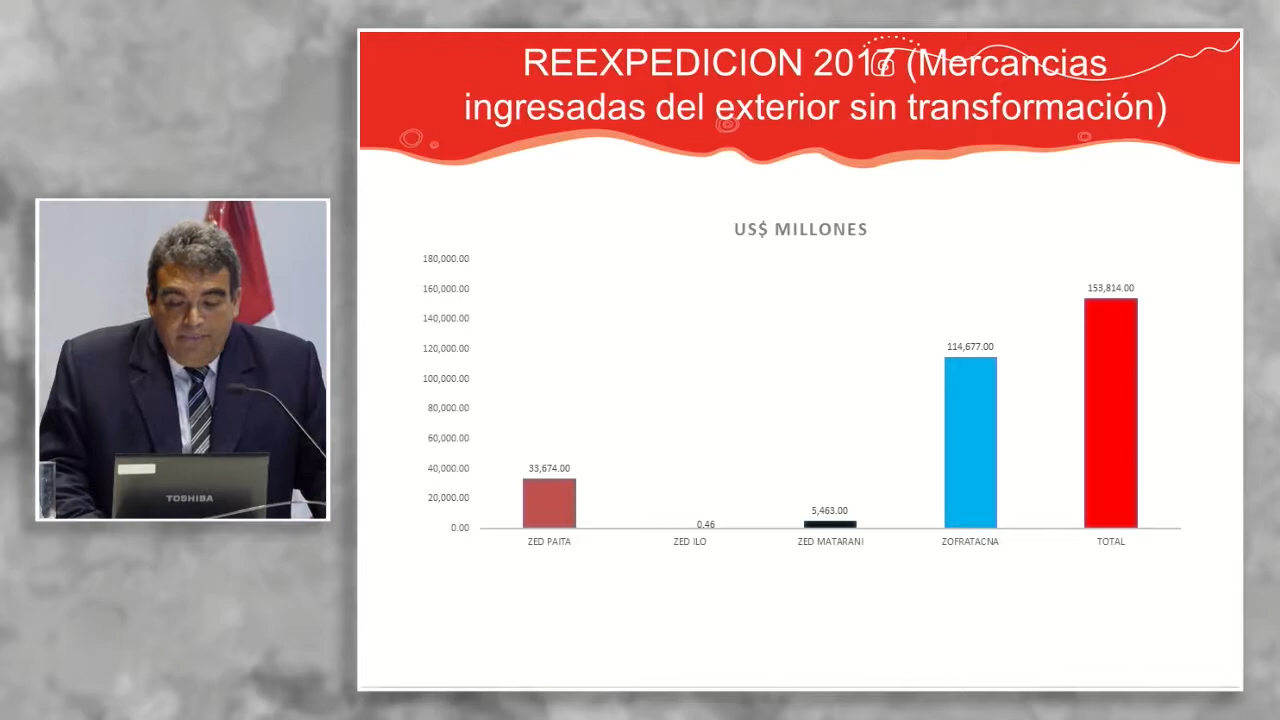 REEXPEDICION 2017 (Mercancias
ingresadas del exterior sin transformación)
US$ MILLONES
180,000.00
160,000.00
140,000.00
120,000.00
100,000.00
80,000.00
60,000.00
40,000.00
20,000.00
0.00
33,674.00
0.46
5,463.00
114,677.00
153,814.00
ZED PAITA
ZED ILO
ZED MATARANI
ZOFRATACNA
TOTAL
TOSHIBA